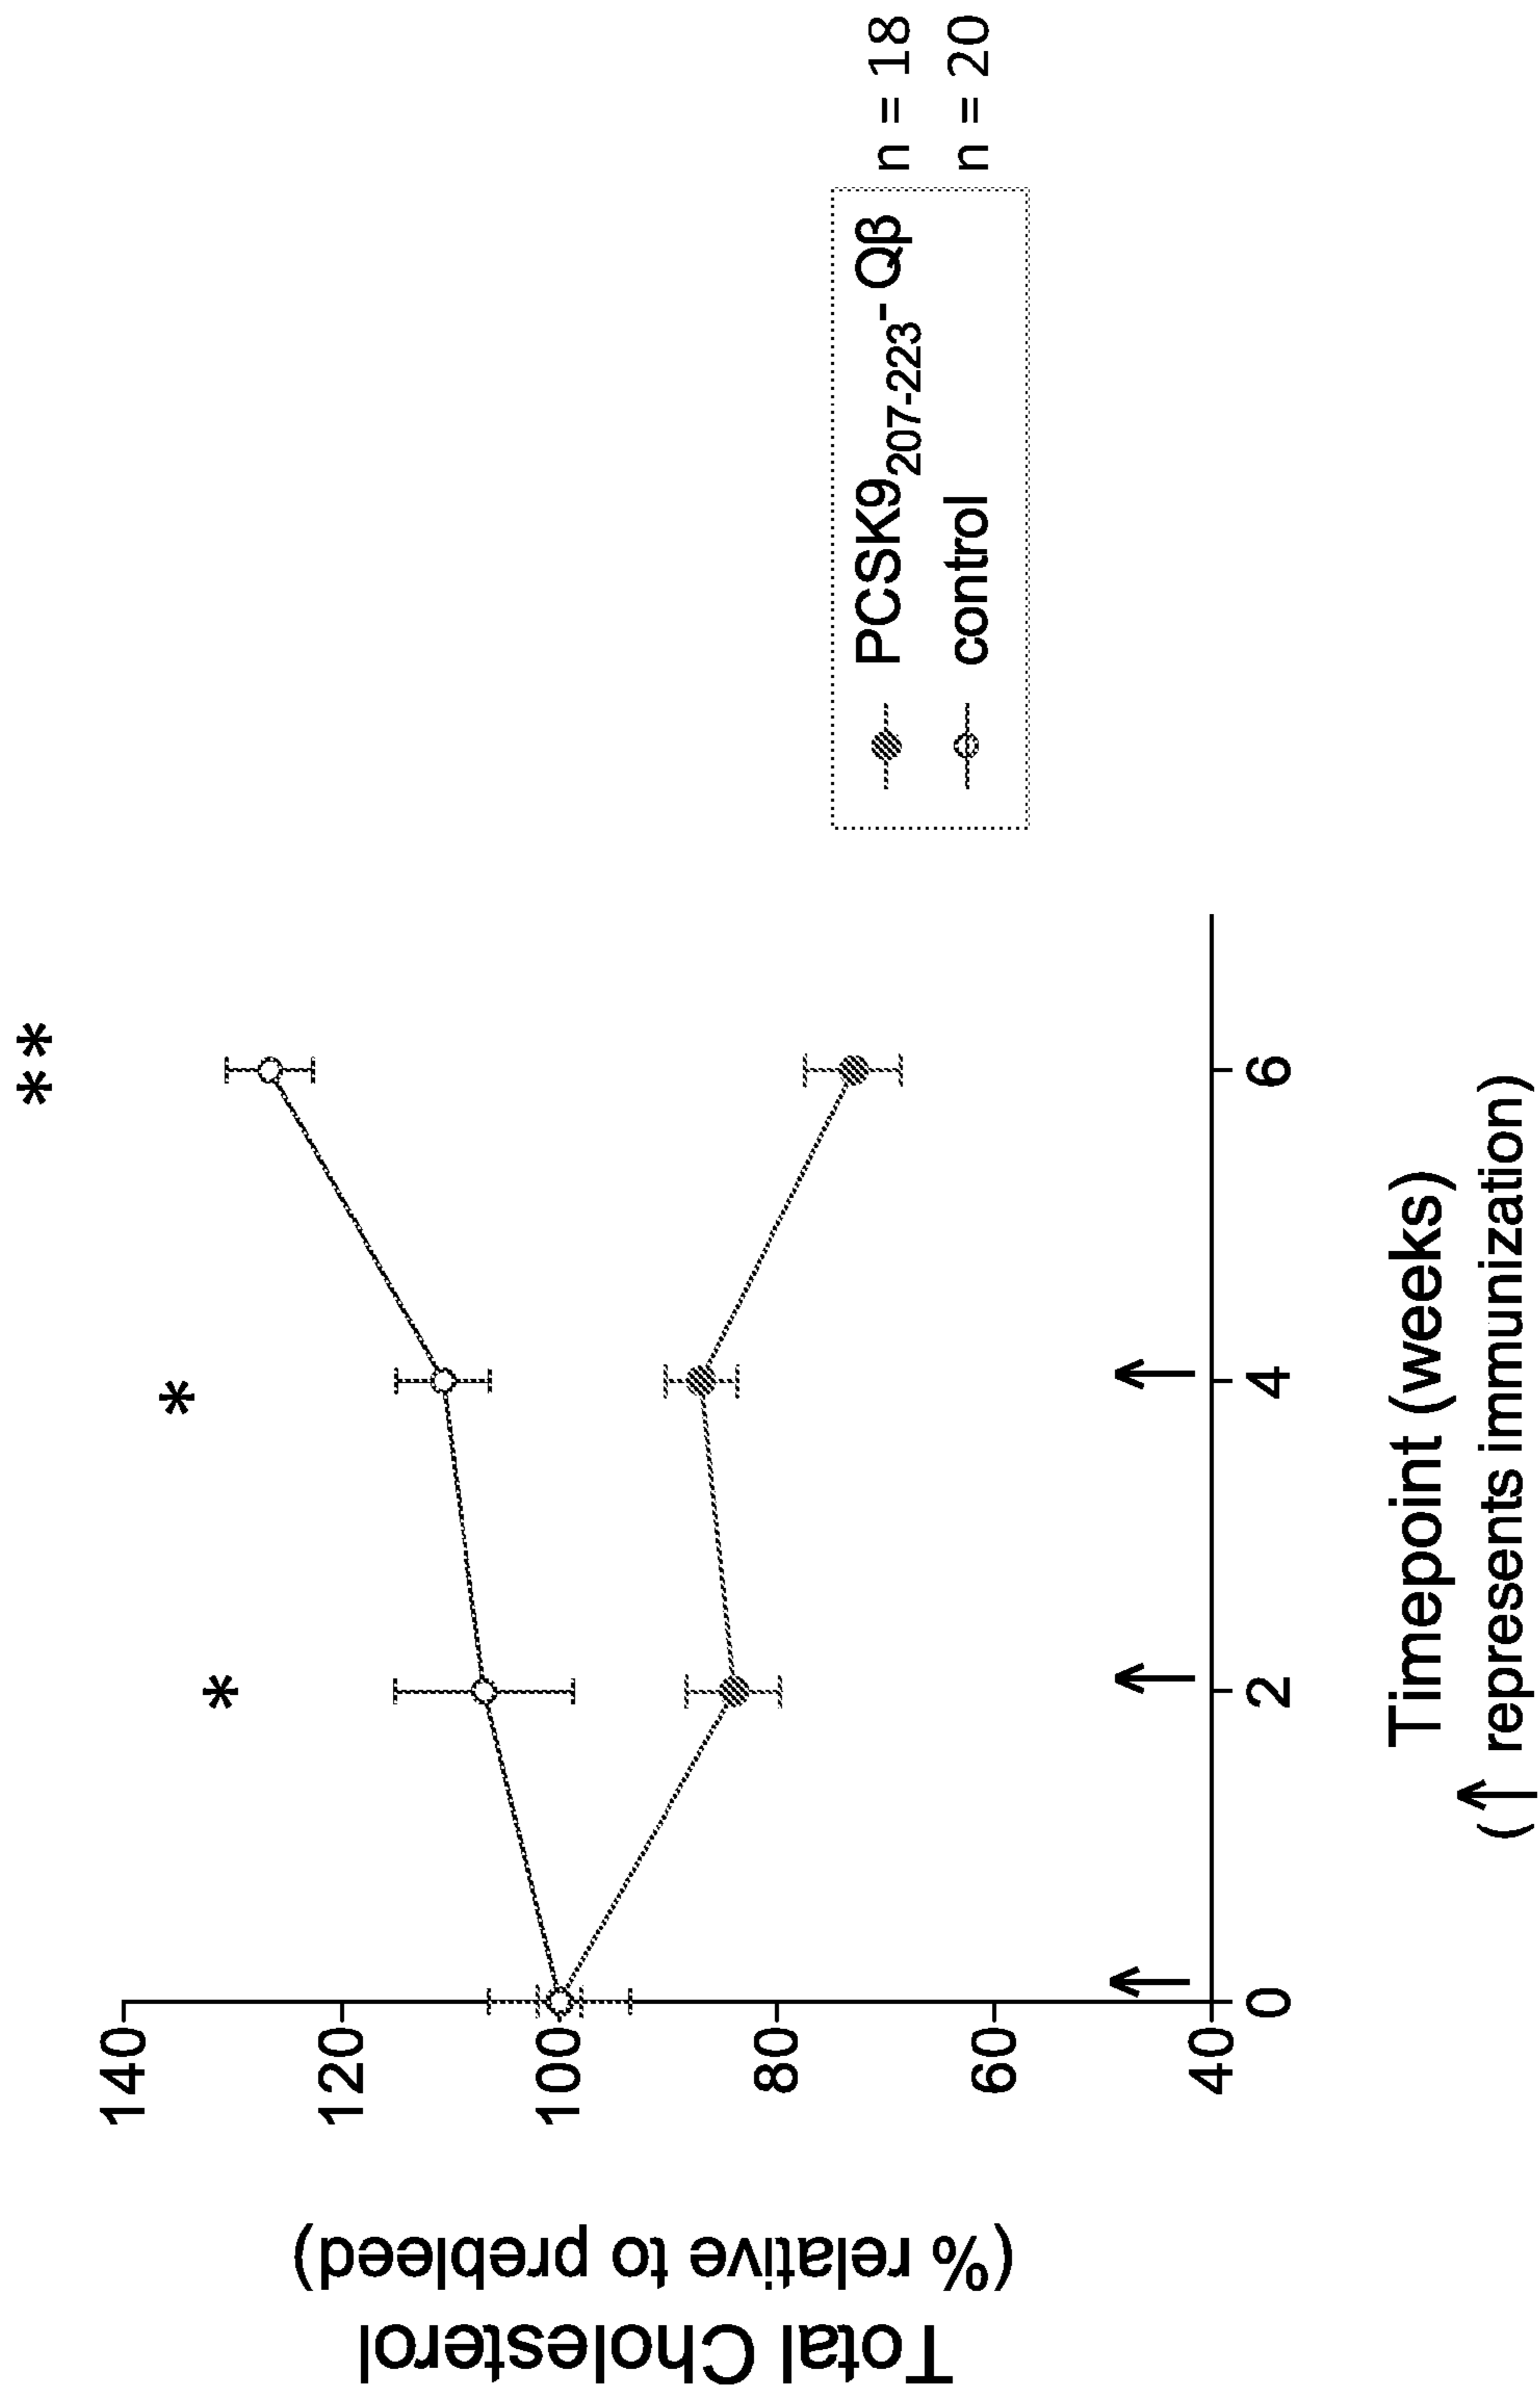 **
*
*
140
120
100
80
60
40
Total Cholesterol
(% relative to prebleed)
0
2
4
6
Timepoint (weeks)
(↑ represents immunization)
PCSK9207-223- Qβ n = 18
control n = 20